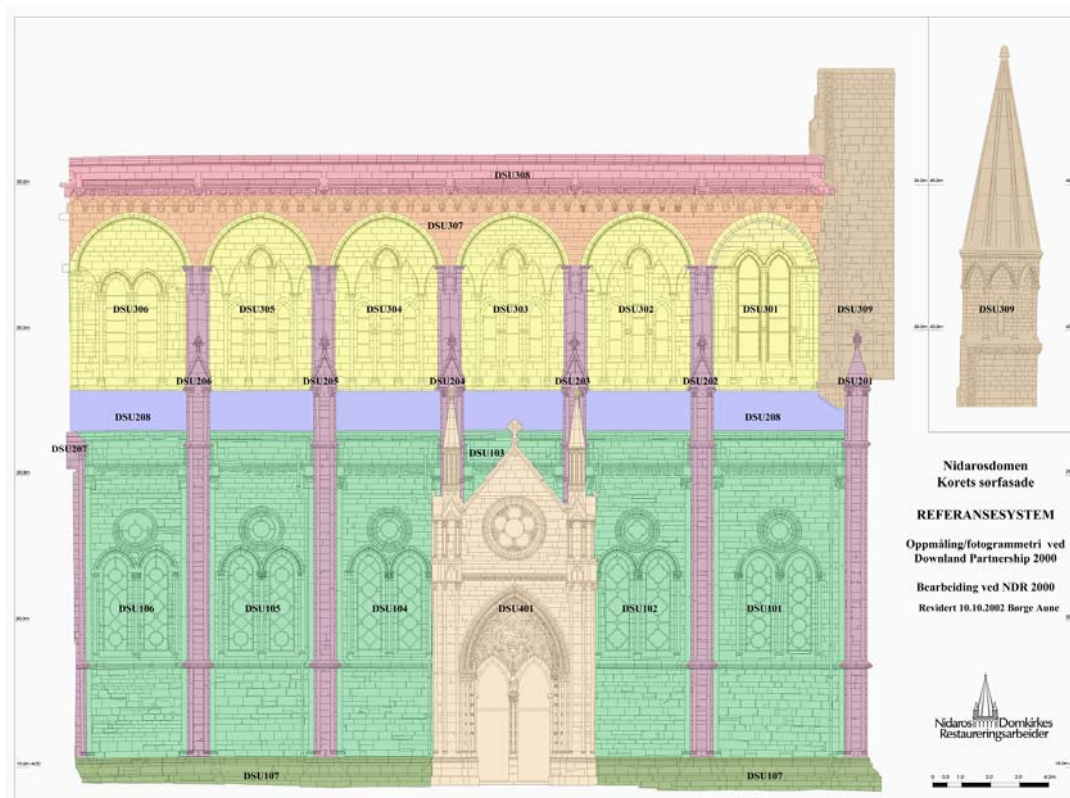 DSU308
DSU307
DSU306
DSU305
DSU304
DSU303
DSU302
DSU301
DSU309
DSU309
DSU206
DSU205
DSU204
DSU203
DSU202
DSU201
DSU208
DSU208
DSU207
DSU103
DSU106
DSU105
DSU104
DSU401
DSU102
DSU101
DSU107
DSU107
Nidarosdomen
Korets sørfasade
REFERANSESYSTEM
Oppmåling/fotogrammetri ved
Downland Partnership 2000
Bearbeiding ved NDR 2000
Revidert 10.10.2002 Børge Aune
Nidaros Domkirkes
Restaureringsarbeider